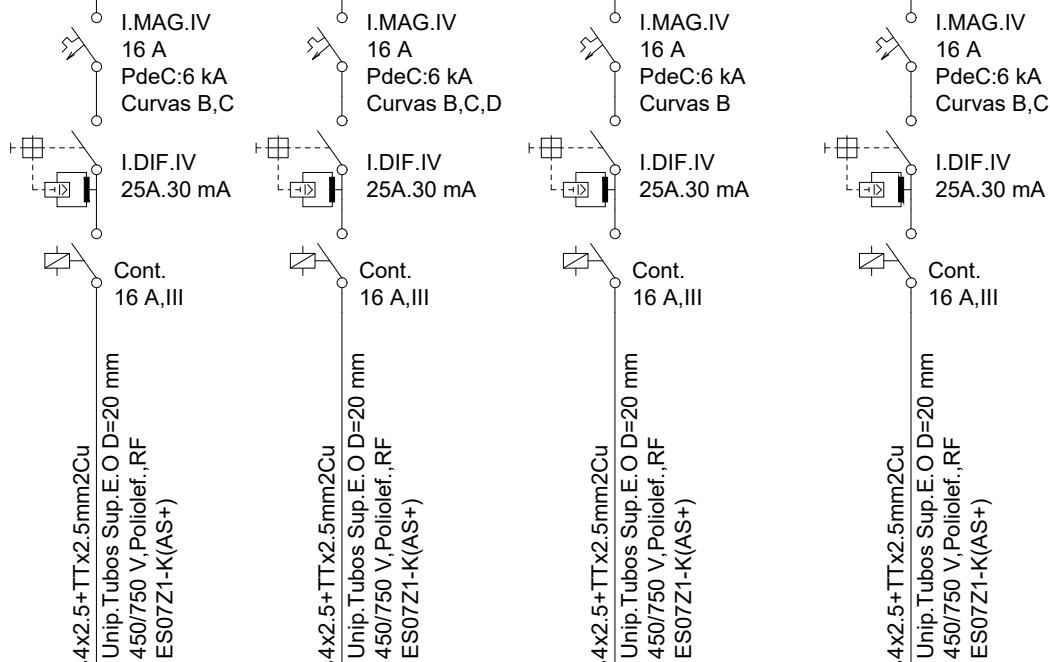 I.MAG.IV
16 A
PdeC:6 kA
Curvas B,C
I.DIF.IV
25A.30 mA
Cont.
16 A,III
4x2.5+TTx2.5mm2Cu
Unip.Tubos Sup.E.O D=20 mm
450/750 V,Poliolef.,RF
ES07Z1-K(AS+)
I.MAG.IV
16 A
PdeC:6 kA
Curvas B,C,D
I.DIF.IV
25A.30 mA
Cont.
16 A,III
4x2.5+TTx2.5mm2Cu
Unip.Tubos Sup.E.O D=20 mm
450/750 V,Poliolef.,RF
ES07Z1-K(AS+)
I.MAG.IV
16 A
PdeC:6 kA
Curvas B
I.DIF.IV
25A.30 mA
Cont.
16 A,III
4x2.5+TTx2.5mm2Cu
Unip.Tubos Sup.E.O D=20 mm
450/750 V,Poliolef.,RF
ES07Z1-K(AS+)
I.MAG.IV
16 A
PdeC:6 kA
Curvas B,C
I.DIF.IV
25A.30 mA
Cont.
16 A,III
4x2.5+TTx2.5mm2Cu
Unip.Tubos Sup.E.O D=20 mm
450/750 V,Poliolef.,RF
ES07Z1-K(AS+)